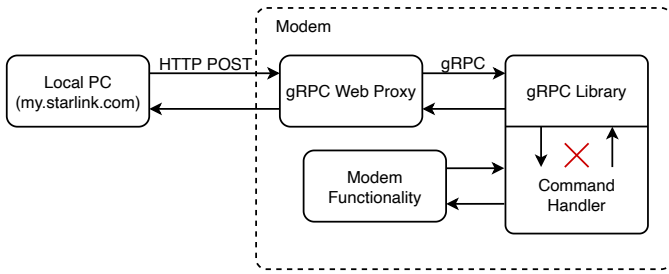 Modem
HTTP POST
gRPC
Local PC
(my.starlink.com)
gRPC Web Proxy
gRPC Library
Modem
Functionality
Command
Handler